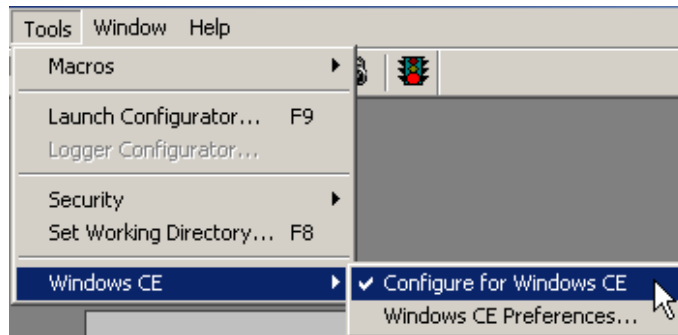 Tools Window Help
Macros
Launch Configurator... F9
Logger Configurator...
Security
Set Working Directory... F8
Windows CE
Configure for Windows CE
Windows CE Preferences...